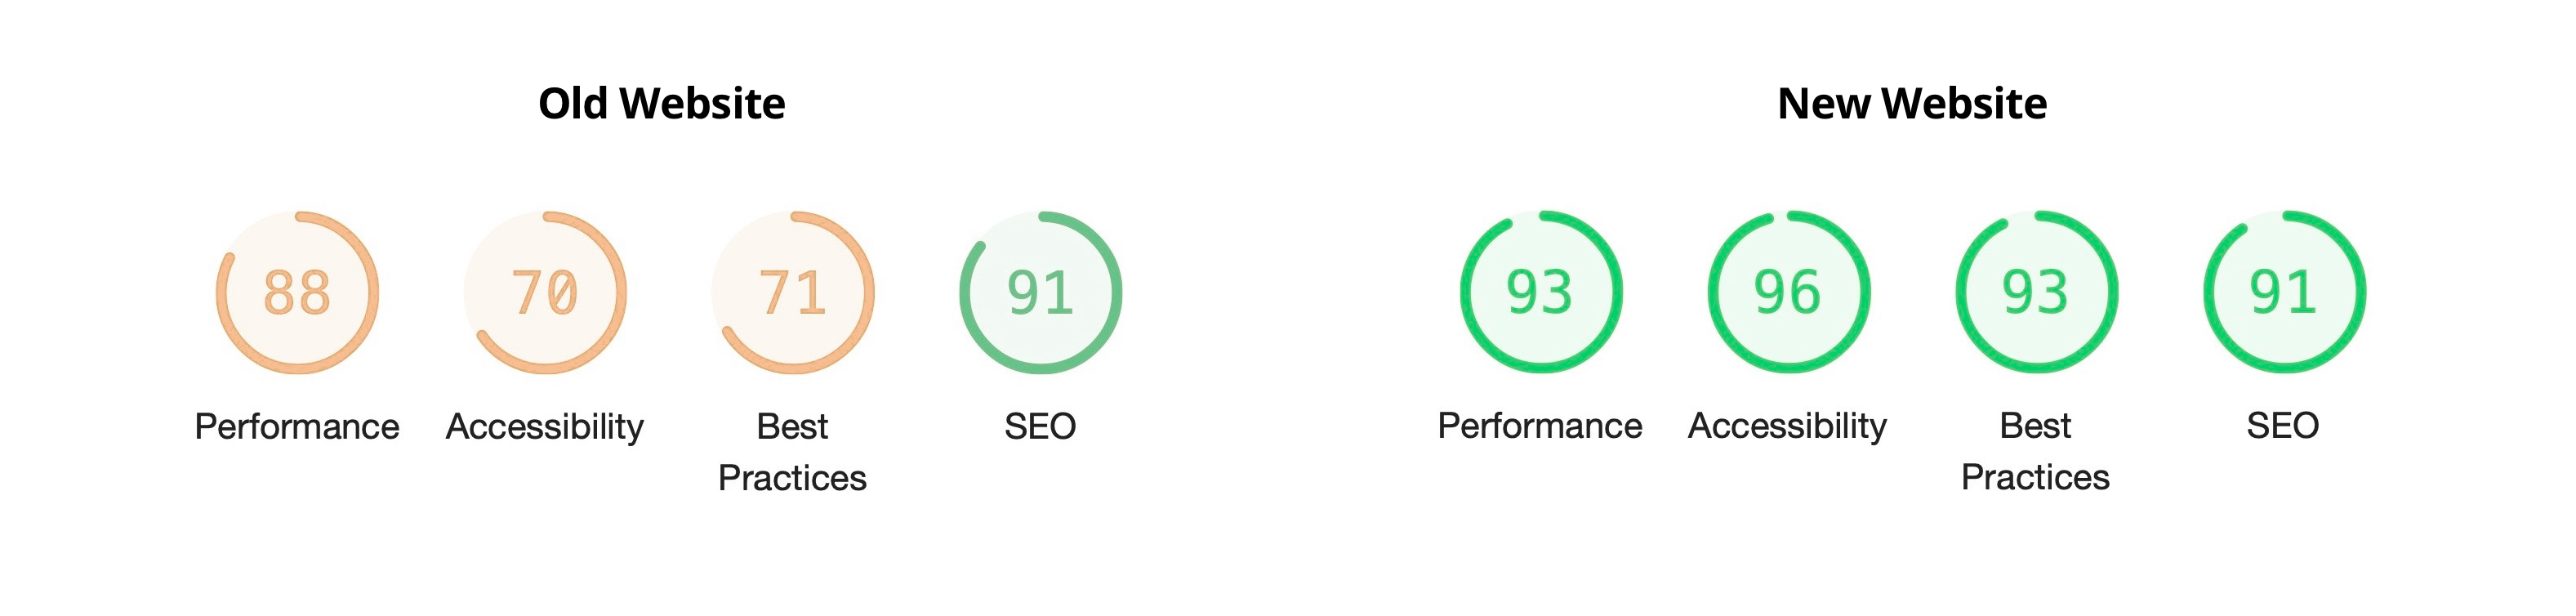 Old Website
88
70
71
91
Performance
Accessibility
Best
Practices
SEO
New Website
93
96
93
91
Performance
Accessibility
Best
Practices
SEO